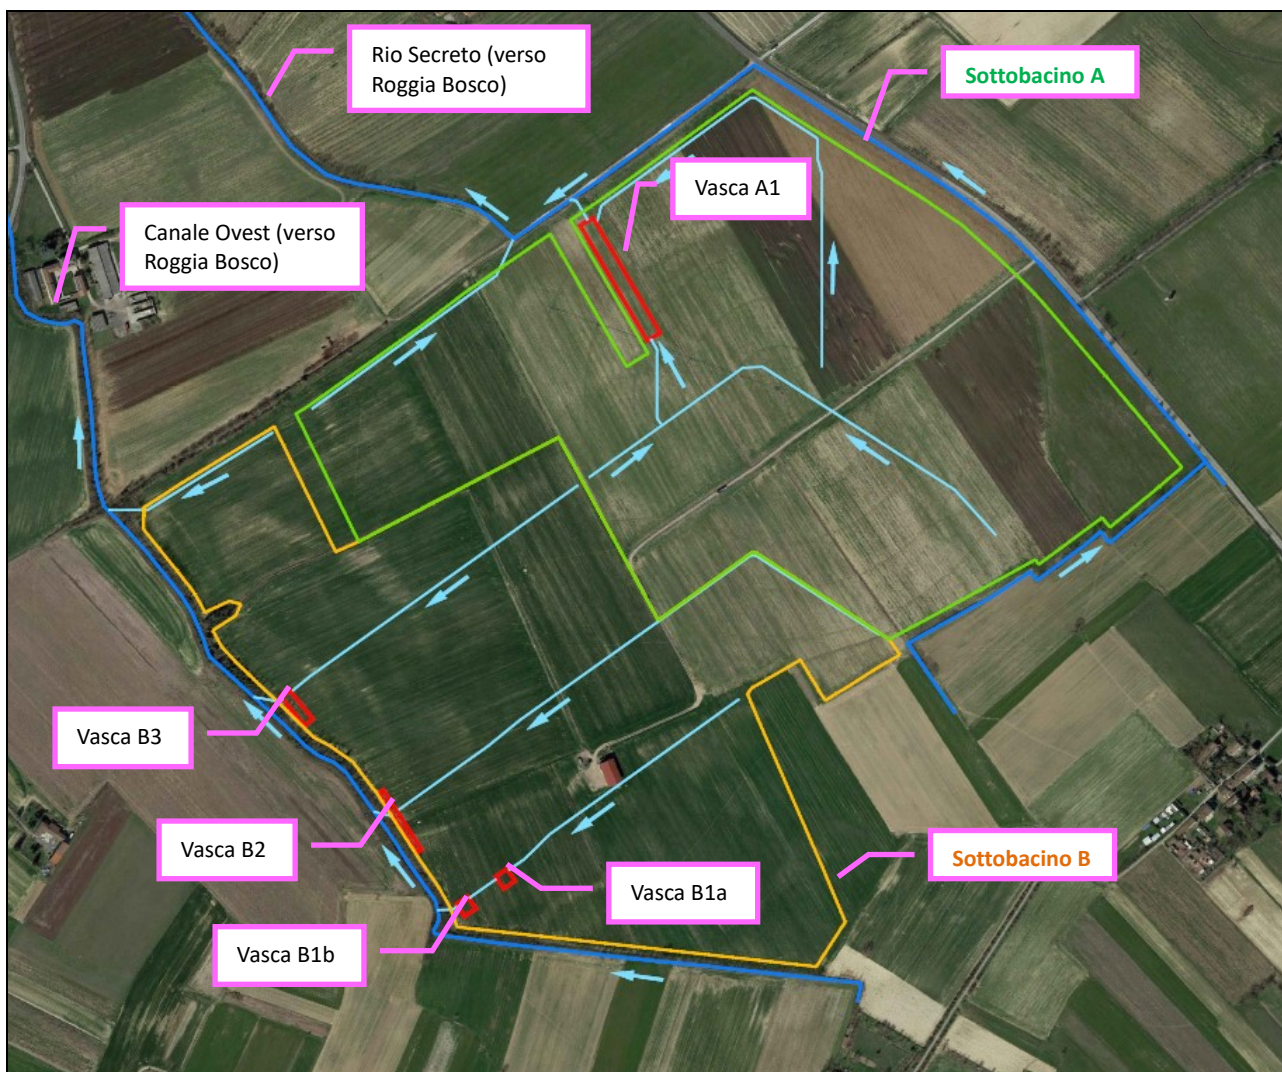 Rio Secreto (verso
Roggia Bosco)
Sottobacino A
Vasca A1
Canale Ovest (verso
Roggia Bosco)
Vasca B3
Vasca B2
Vasca B1a
Sottobacino B
Vasca B1b